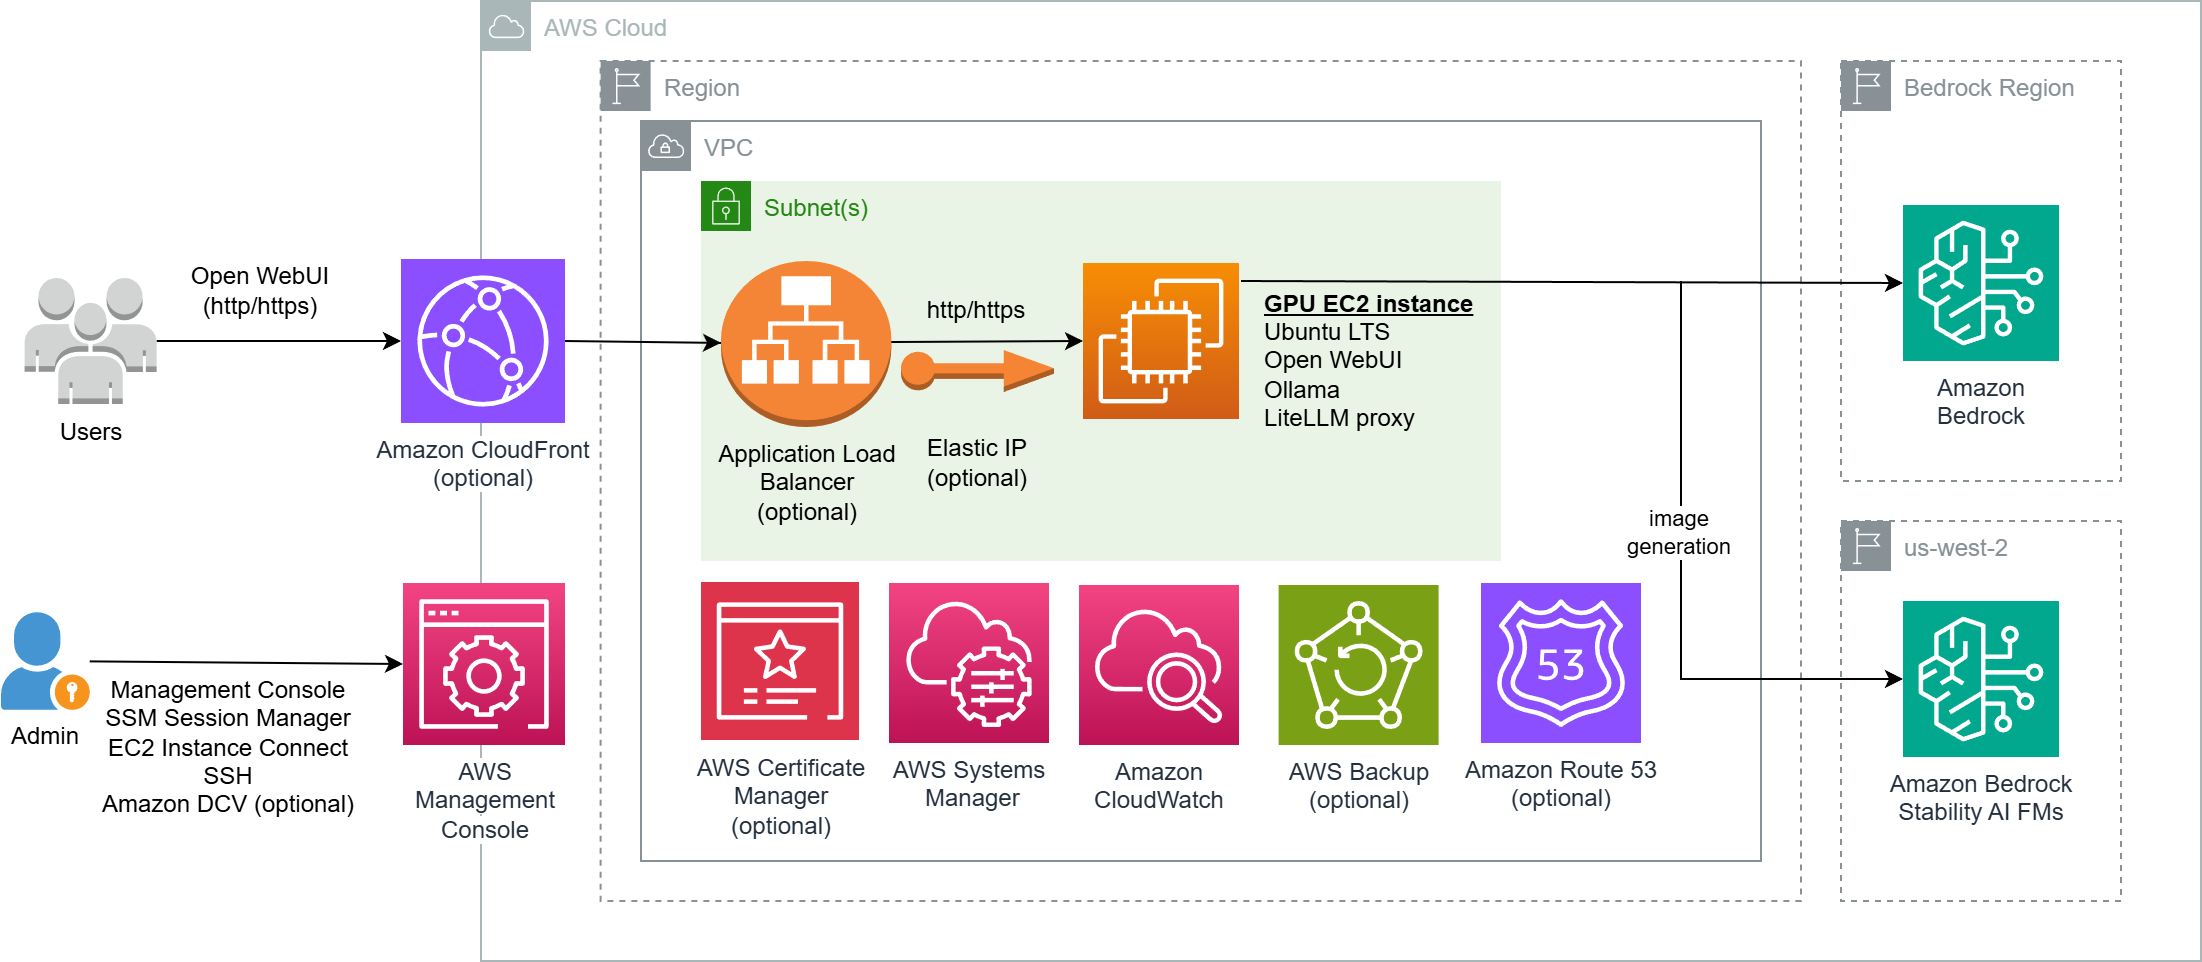 AWS Cloud
Region
Bedrock Region
VPC
Subnet(s)
Open WebUI
(http/https)
Users
Amazon CloudFront
(optional)
http/https
Application Load
Balancer
(optional)
Elastic IP
(optional)
GPU EC2 instance
Ubuntu LTS
Open WebUI
Ollama
LiteLLM proxy
Amazon
Bedrock
image
generation
us-west-2
Admin
Management Console
SSM Session Manager
EC2 Instance Connect
SSH
Amazon DCV (optional)
AWS
Management
Console
AWS Certificate
Manager
(optional)
AWS Systems
Manager
Amazon
CloudWatch
AWS Backup
(optional)
53
Amazon Route 53
(optional)
Amazon Bedrock
Stability AI FMs